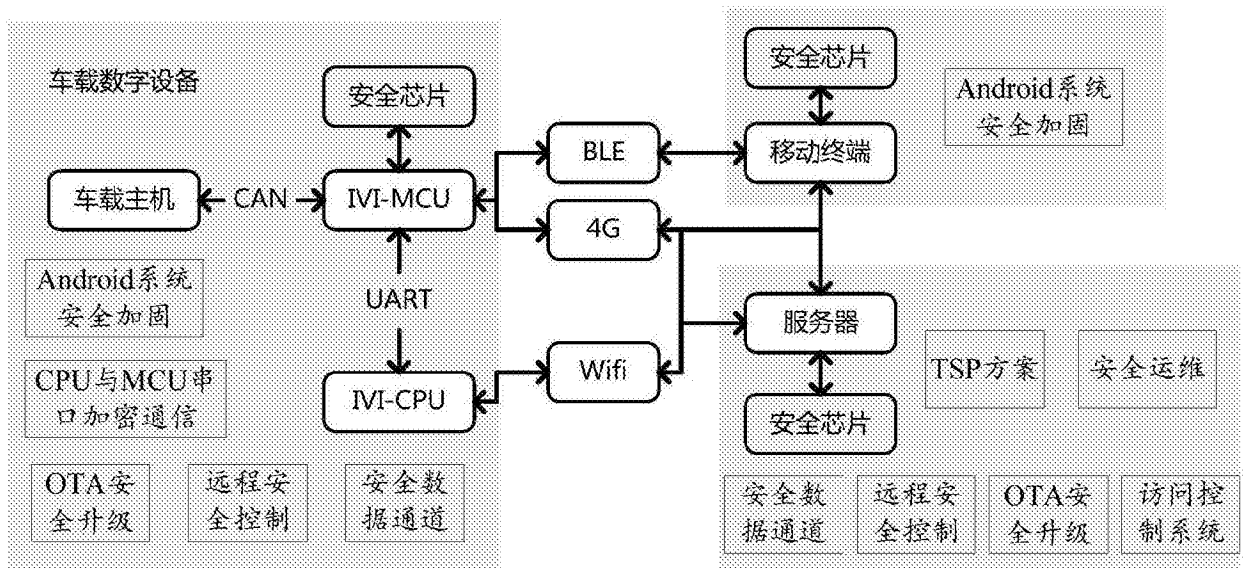 车载数字设备
安全芯片
车载主机
CAN
IVI-MCU
UART
IVI-CPU
Android系统
安全加固
CPU与MCU串
口加密通信
OTA安
全升级
远程安
全控制
安全数
据通道
BLE
4G
Wifi
安全芯片
移动终端
Android系统
安全加固
服务器
安全芯片
TSP方案
安全运维
安全数
据通道
远程安
全控制
OTA安
全升级
访问控
制系统